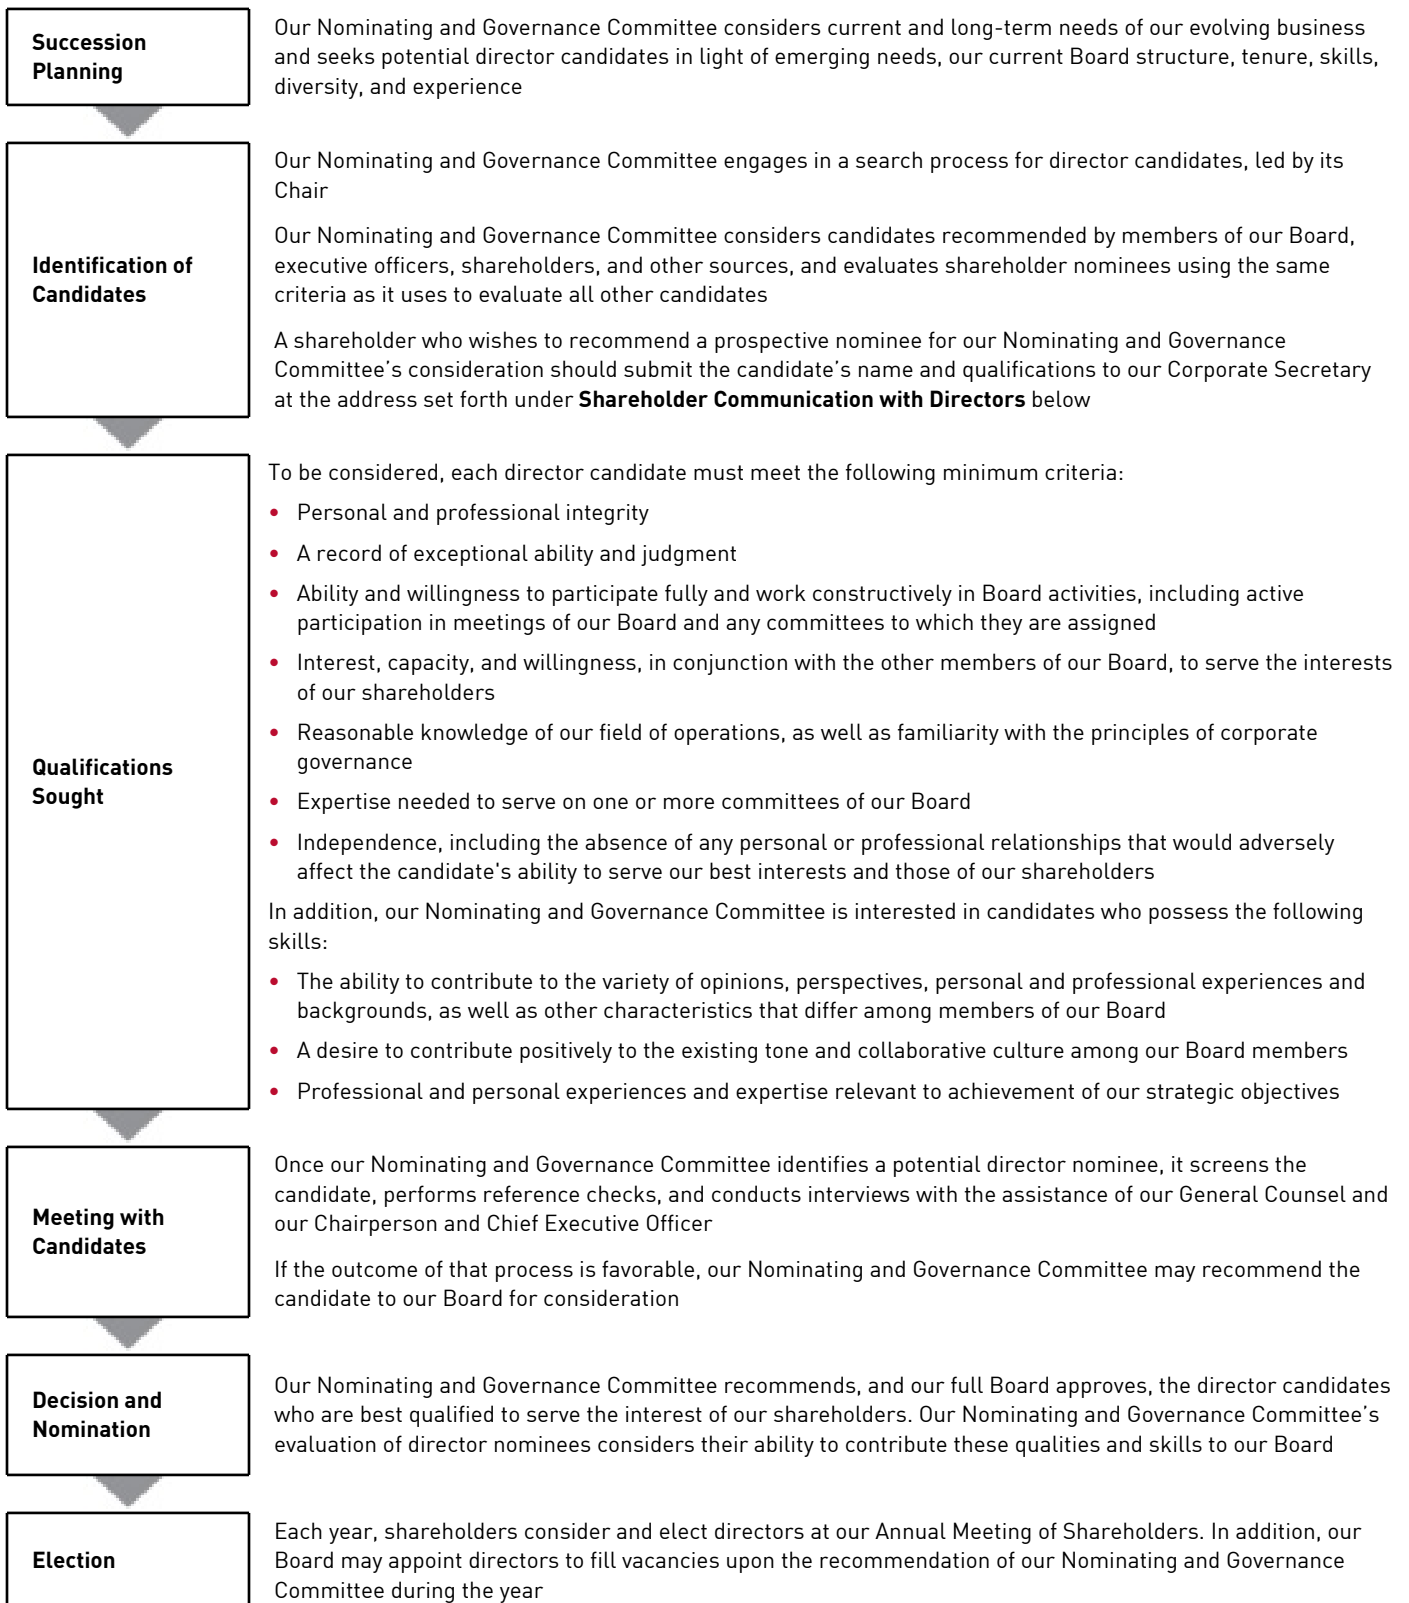 Succession
Planning
Our Nominating and Governance Committee considers current and long-term needs of our evolving business
and seeks potential director candidates in light of emerging needs, our current Board structure, tenure, skills,
diversity, and experience
Identification of
Candidates
Our Nominating and Governance Committee engages in a search process for director candidates, led by its
Chair
Our Nominating and Governance Committee considers candidates recommended by members of our Board,
executive officers, shareholders, and other sources, and evaluates shareholder nominees using the same
criteria as it uses to evaluate all other candidates
A shareholder who wishes to recommend a prospective nominee for our Nominating and Governance
Committee’s consideration should submit the candidate’s name and qualifications to our Corporate Secretary
at the address set forth under Shareholder Communication with Directors below
Qualifications
Sought
To be considered, each director candidate must meet the following minimum criteria:
• Personal and professional integrity
• A record of exceptional ability and judgment
• Ability and willingness to participate fully and work constructively in Board activities, including active
participation in meetings of our Board and any committees to which they are assigned
• Interest, capacity, and willingness, in conjunction with the other members of our Board, to serve the interests
of our shareholders
• Reasonable knowledge of our field of operations, as well as familiarity with the principles of corporate
governance
• Expertise needed to serve on one or more committees of our Board
• Independence, including the absence of any personal or professional relationships that would adversely
affect the candidate's ability to serve our best interests and those of our shareholders
In addition, our Nominating and Governance Committee is interested in candidates who possess the following
skills:
• The ability to contribute to the variety of opinions, perspectives, personal and professional experiences and
backgrounds, as well as other characteristics that differ among members of our Board
• A desire to contribute positively to the existing tone and collaborative culture among our Board members
• Professional and personal experiences and expertise relevant to achievement of our strategic objectives
Meeting with
Candidates
Once our Nominating and Governance Committee identifies a potential director nominee, it screens the
candidate, performs reference checks, and conducts interviews with the assistance of our General Counsel and
our Chairperson and Chief Executive Officer
If the outcome of that process is favorable, our Nominating and Governance Committee may recommend the
candidate to our Board for consideration
Decision and
Nomination
Our Nominating and Governance Committee recommends, and our full Board approves, the director candidates
who are best qualified to serve the interest of our shareholders. Our Nominating and Governance Committee’s
evaluation of director nominees considers their ability to contribute these qualities and skills to our Board
Election
Each year, shareholders consider and elect directors at our Annual Meeting of Shareholders. In addition, our
Board may appoint directors to fill vacancies upon the recommendation of our Nominating and Governance
Committee during the year